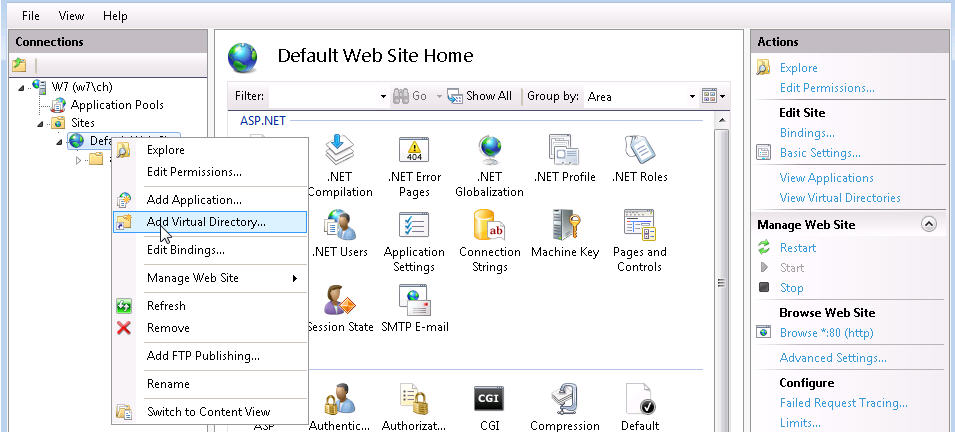 File View Help
Connections
W7 (w7\ch)
Application Pools
Sites
Explore
Edit Permissions...
Add Application...
Add Virtual Directory...
Edit Bindings...
Manage Web Site
Refresh
Remove
Add FTP Publishing...
Rename
Switch to Content View
Default Web Site Home
Filter: Go Show All Group by: Area
ASP.NET
404
.NET Compilation
.NET Error Pages
.NET Globalization
.NET Profile
.NET Roles
ab
.NET Users
Application Settings
Connection Strings
Machine Key
Pages and Controls
Session State
SMTP E-mail
CGI
ASP
Authentic...
Authorizat...
CGI
Compression
Default
Actions
Explore
Edit Permissions...
Edit Site
Bindings...
Basic Settings...
View Applications
View Virtual Directories
Manage Web Site
Restart
Start
Stop
Browse Web Site
Browse *:80 (http)
Advanced Settings...
Configure
Failed Request Tracing...
Limits...